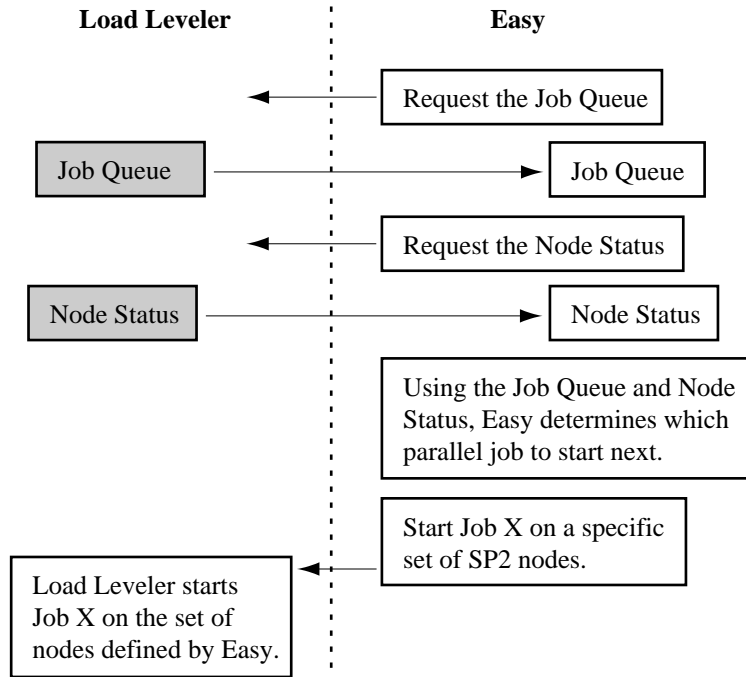 Load Leveler
Easy
Request the Job Queue
Job Queue
Job Queue
Request the Node Status
Node Status
Node Status
Using the Job Queue and Node
Status, Easy determines which
parallel job to start next.
Start Job X on a specific
set of SP2 nodes.
Load Leveler starts
Job X on the set of
nodes defined by Easy.